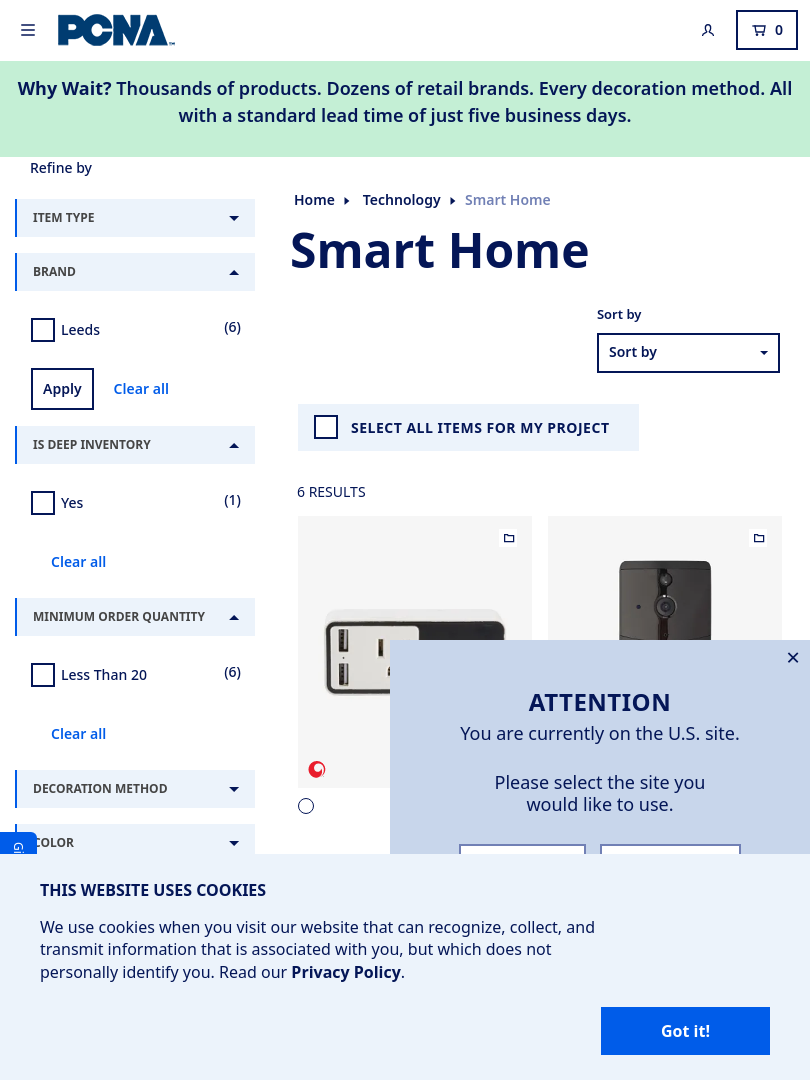 PCNA
0
Why Wait? Thousands of products. Dozens of retail brands. Every decoration method. All
with a standard lead time of just five business days.
Refine by
ITEM TYPE
BRAND
Leeds
(6)
Apply
Clear all
IS DEEP INVENTORY
Yes
(1)
Clear all
MINIMUM ORDER QUANTITY
Less Than 20
(6)
Clear all
DECORATION METHOD
COLOR
Home
Technology
Smart Home
Smart Home
Sort by
Sort by
SELECT ALL ITEMS FOR MY PROJECT
6 RESULTS
ATTENTION
You are currently on the U.S. site.
Please select the site you
would like to use.
THIS WEBSITE USES COOKIES
We use cookies when you visit our website that can recognize, collect, and
transmit information that is associated with you, but which does not
personally identify you. Read our Privacy Policy.
Got it!